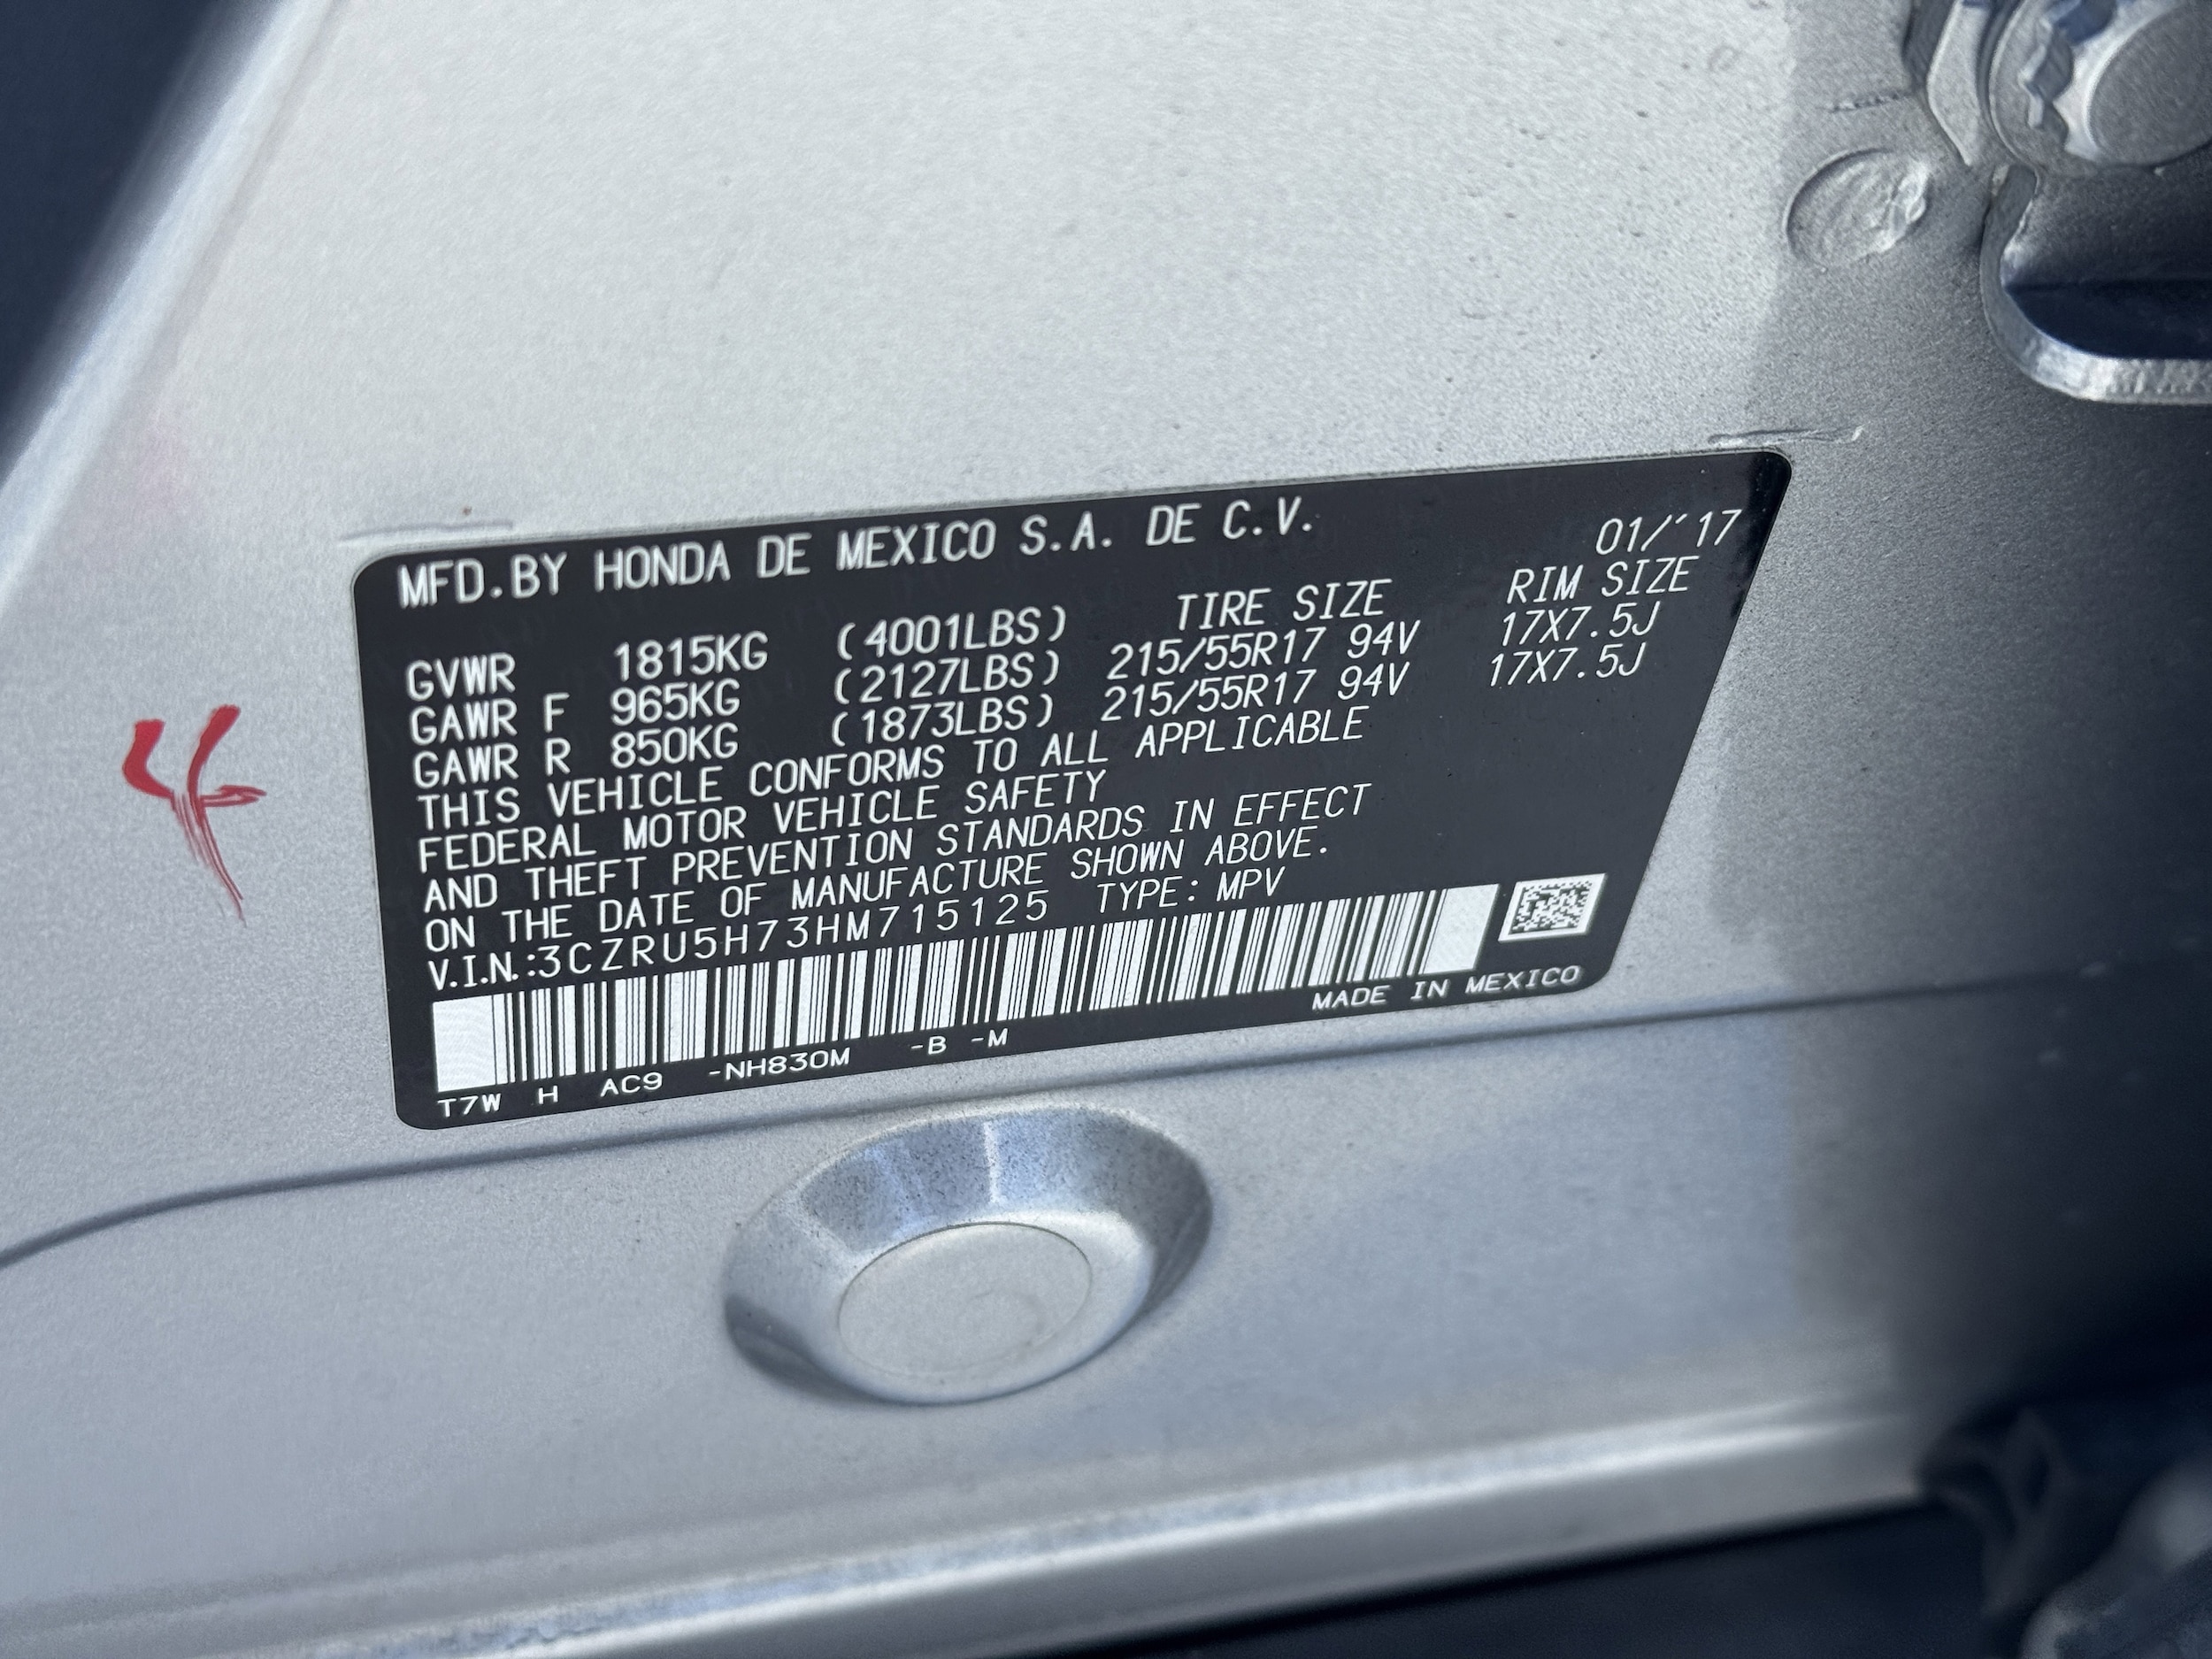 MFD.BY HONDA DE MEXICO S.A. DE C.V.
01/'17
TIRE SIZE RIM SIZE
GVWR 1815KG (4001LBS)
GAWR F 965KG (2127LBS) 215/55R17 94V 17X7.5J
GAWR R 850KG (1873LBS) 215/55R17 94V 17X7.5J
THIS VEHICLE CONFORMS TO ALL APPLICABLE
FEDERAL MOTOR VEHICLE SAFETY
AND THEFT PREVENTION STANDARDS IN EFFECT
ON THE DATE OF MANUFACTURE SHOWN ABOVE.
V.I.N.:3CZRU5H73HM715125 TYPE: MPV
MADE IN MEXICO
T7W H AC9 -NH830M -B -M
4